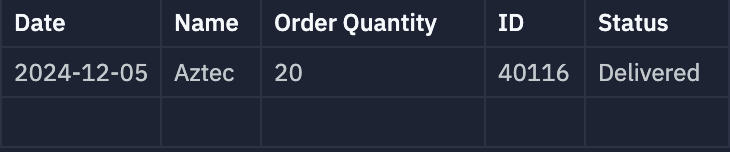 Date Name Order Quantity ID Status
2024-12-05 Aztec 20 40116 Delivered